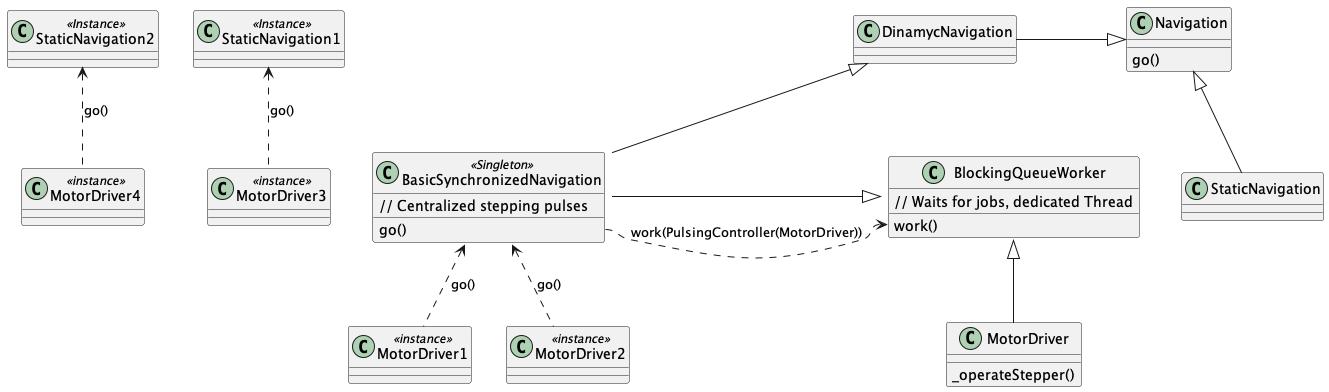 C «Instance»
StaticNavigation2
C «Instance»
StaticNavigation1
C DinamycNavigation
C Navigation
go()
go()
go()
C «instance»
MotorDriver4
C «instance»
MotorDriver3
C «Singleton»
BasicSynchronizedNavigation
// Centralized stepping pulses
go()
work(PulsingController(MotorDriver))
C BlockingQueueWorker
// Waits for jobs, dedicated Thread
work()
C StaticNavigation
go()
go()
C «instance»
MotorDriver1
C «instance»
MotorDriver2
C MotorDriver
_operateStepper()